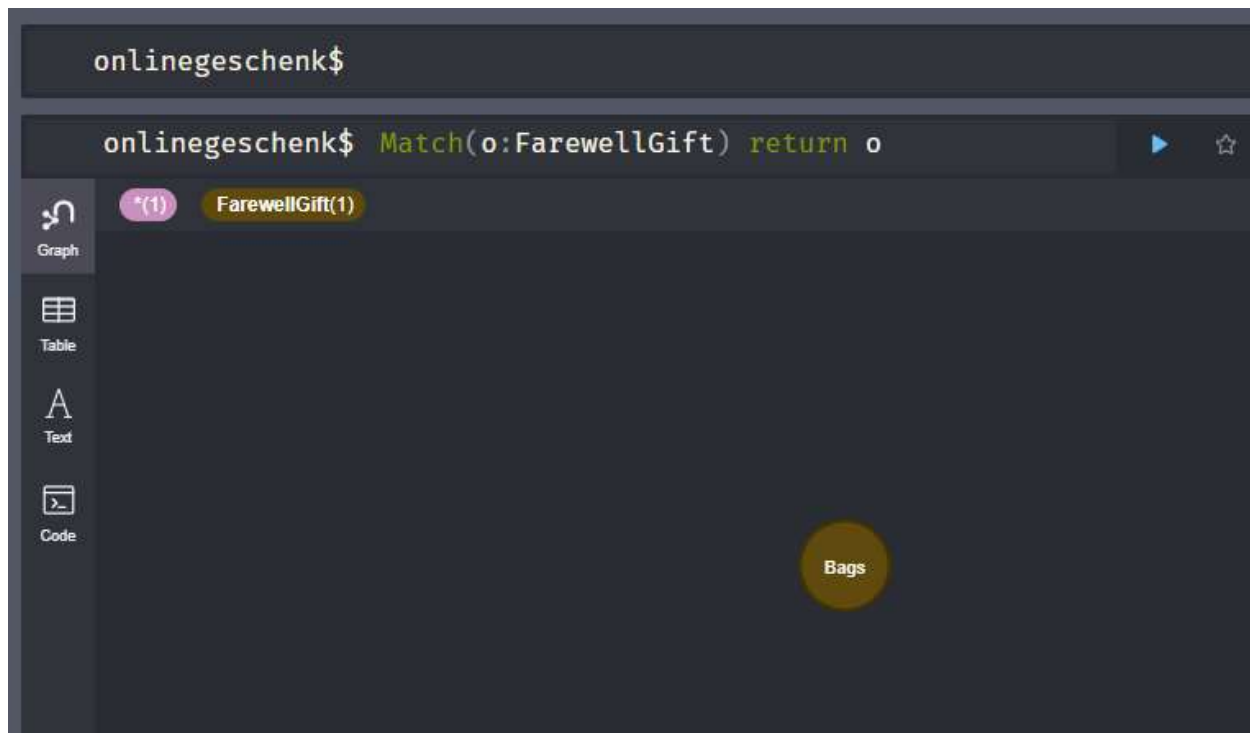 onlinegeschenk$
onlinegeschenk$ Match(o:FarewellGift) return o
*(1) FarewellGift(1)
Graph
Table
A
Text
Code
Bags